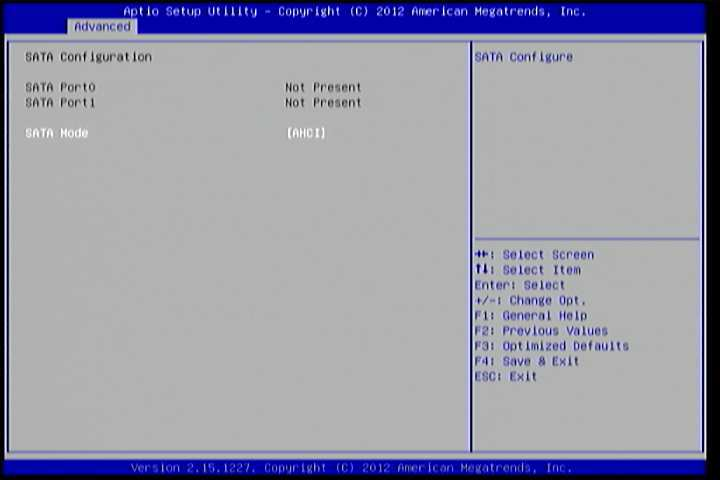 Aptio Setup Utility - Copyright (C) 2012 American Megatrends, Inc.
Advanced
SATA Configuration
SATA Port0 Not Present
SATA Port1 Not Present
SATA Mode [AHCI]
SATA Configure
→←: Select Screen
↑↓: Select Item
Enter: Select
+/-: Change Opt.
F1: General Help
F2: Previous Values
F3: Optimized Defaults
F4: Save & Exit
ESC: Exit
Version 2.15.1227. Copyright (C) 2012 American Megatrends, Inc.